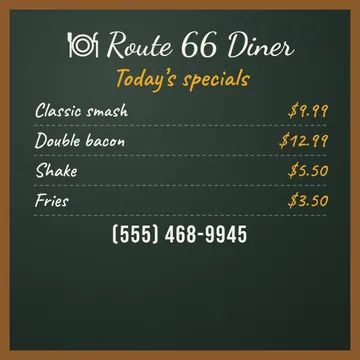 Route 66 Diner
Today's specials
Classic smash $9.99
Double bacon $12.99
Shake $5.50
Fries $3.50
(555) 468-9945